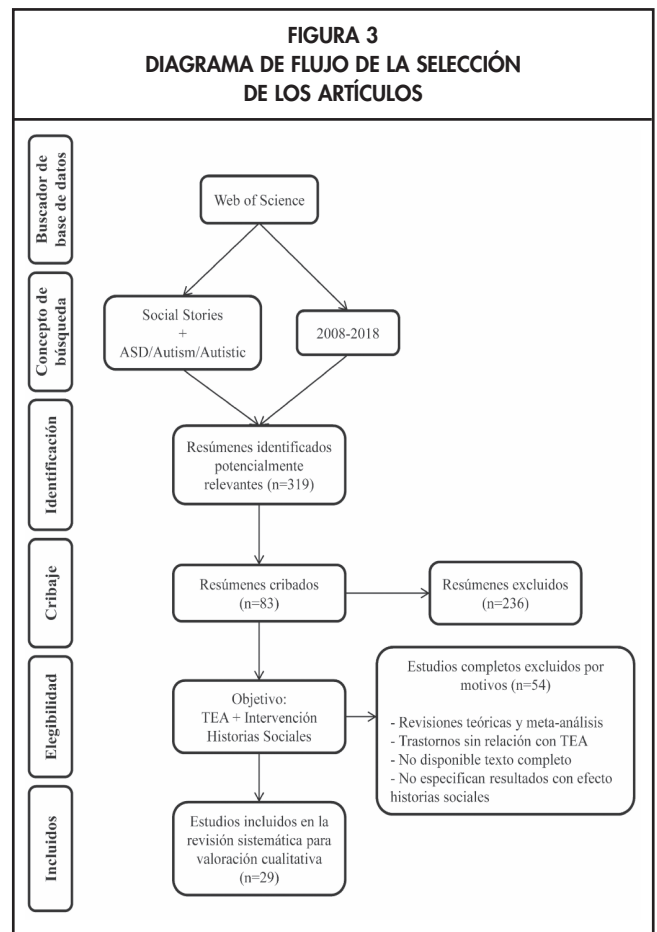 FIGURA 3
DIAGRAMA DE FLUJO DE LA SELECCIÓN
DE LOS ARTÍCULOS
Buscador de
base de datos
Web of Science
Concepto de
búsqueda
Social Stories
+
ASD/Autism/Autistic
2008-2018
Identificación
Resúmenes identificados
potencialmente
relevantes (n=319)
Cribaje
Resúmenes cribados
(n=83)
Resúmenes excluidos
(n=236)
Elegibilidad
Objetivo:
TEA + Intervención
Historias Sociales
Estudios completos excluidos por
motivos (n=54)
- Revisiones teóricas y meta-análisis
- Trastornos sin relación con TEA
- No disponible texto completo
- No especifican resultados con efecto
historias sociales
Incluidos
Estudios incluidos en la
revisión sistemática para
valoración cualitativa
(n=29)